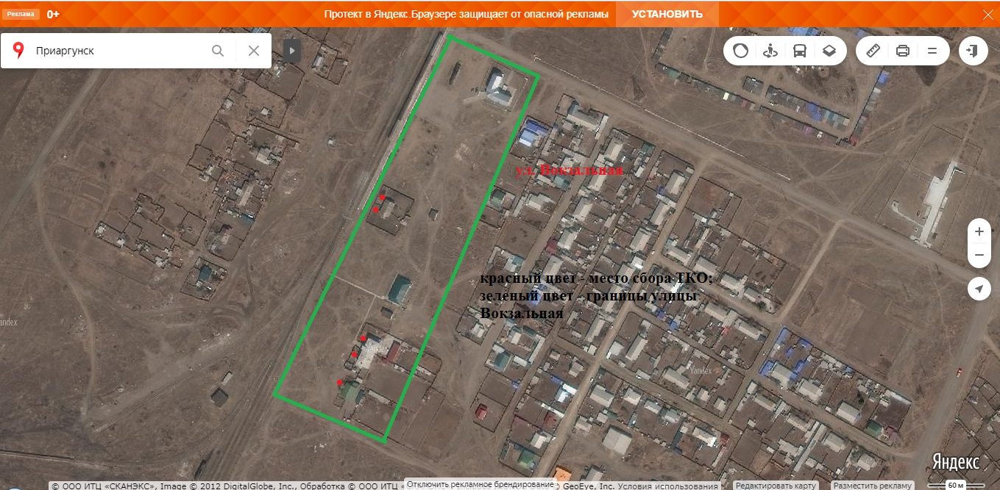 Реклама 0+ Протект в Яндекс.Браузере защищает от опасной рекламы УСТАНОВИТЬ
Приаргунск
ул. Вокзальная
красный цвет - место сбора ТКО;
зеленый цвет - границы улицы
Вокзальная
andex
Yandex
Yandex
Яндекс
© ООО ИТЦ «СКАНЭКС», Image © 2012 DigitalGlobe, Inc., Обработка © ООО ИТЦ « Отключить рекламное брендирование GeoEye, Inc. Условия использования Редактировать карту Разместить рекламу 60 м